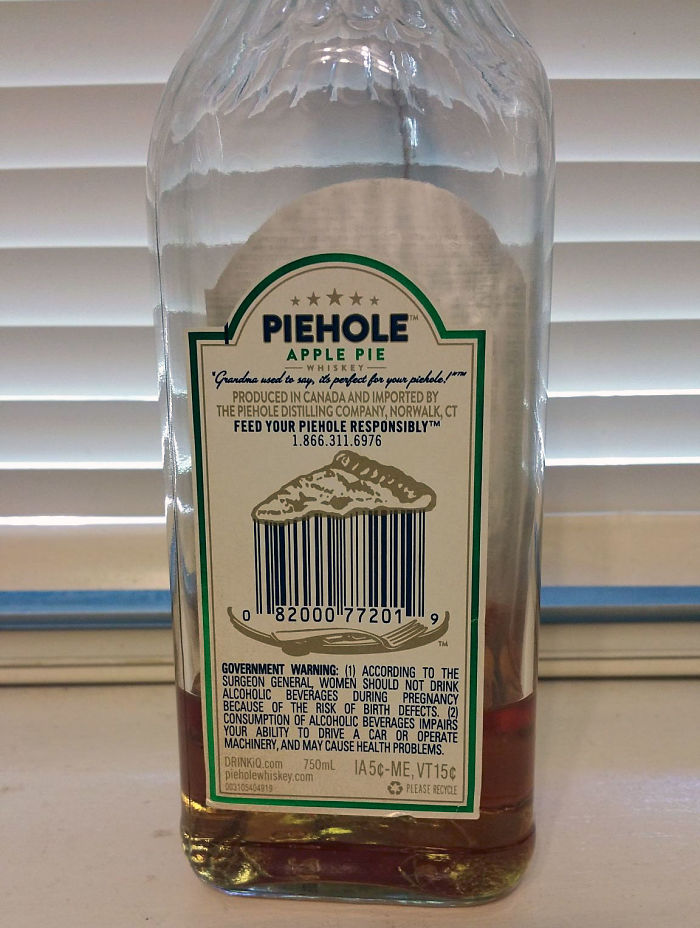 PIEHOLE™
APPLE PIE
WHISKEY
"Grandma used to say, it's perfect for your piehole!"™
PRODUCED IN CANADA AND IMPORTED BY
THE PIEHOLE DISTILLING COMPANY, NORWALK, CT
FEED YOUR PIEHOLE RESPONSIBLY™
1.866.311.6976
0 82000 77201 9
TM
GOVERNMENT WARNING: (1) ACCORDING TO THE
SURGEON GENERAL, WOMEN SHOULD NOT DRINK
ALCOHOLIC BEVERAGES DURING PREGNANCY
BECAUSE OF THE RISK OF BIRTH DEFECTS. (2)
CONSUMPTION OF ALCOHOLIC BEVERAGES IMPAIRS
YOUR ABILITY TO DRIVE A CAR OR OPERATE
MACHINERY, AND MAY CAUSE HEALTH PROBLEMS.
DRINKiQ.com 750mL IA5¢-ME,VT15¢
pieholewhiskey.com
003105404919 PLEASE RECYCLE